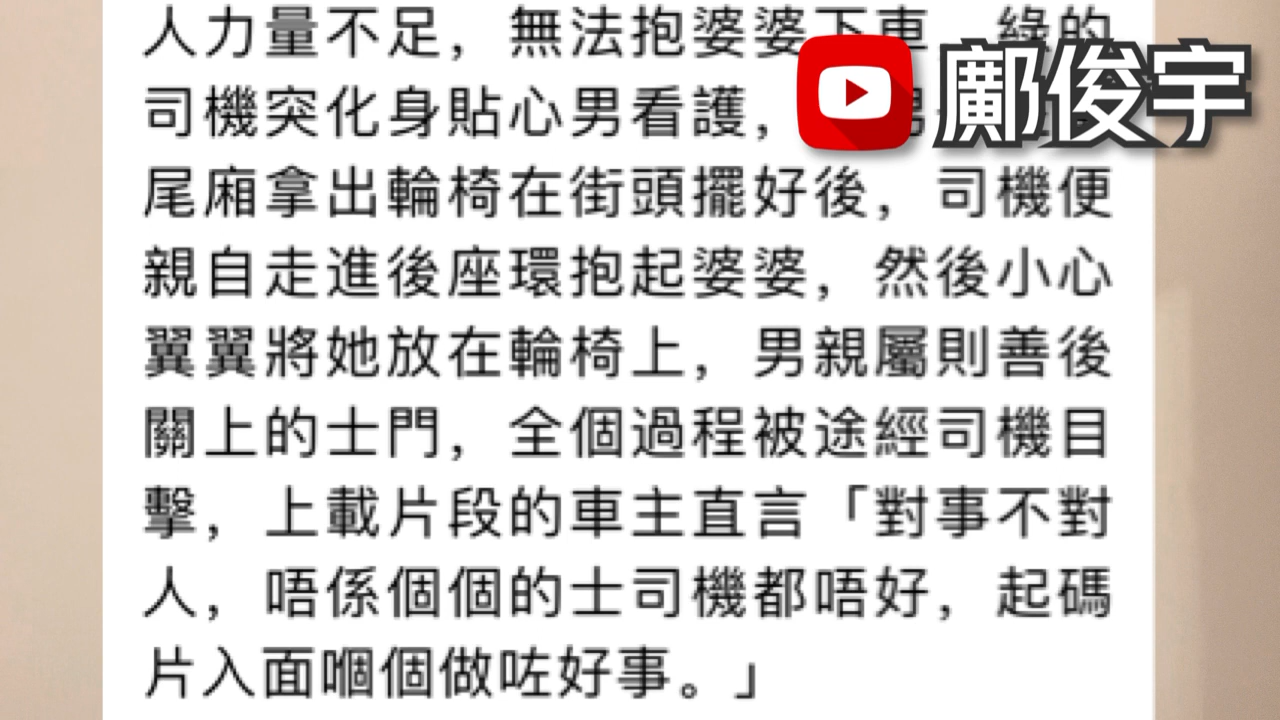 人力量不足，無法抱婆婆下車，綠的
鄺俊宇
司機突化身貼心男看護，
尾廂拿出輪椅在街頭擺好後，司機便
親自走進後座環抱起婆婆，然後小心
翼翼將她放在輪椅上，男親屬則善後
關上的士門，全個過程被途經司機目
擊，上載片段的車主直言「對事不對
人，唔係個個的士司機都唔好，起碼
片入面嗰個做咗好事。」